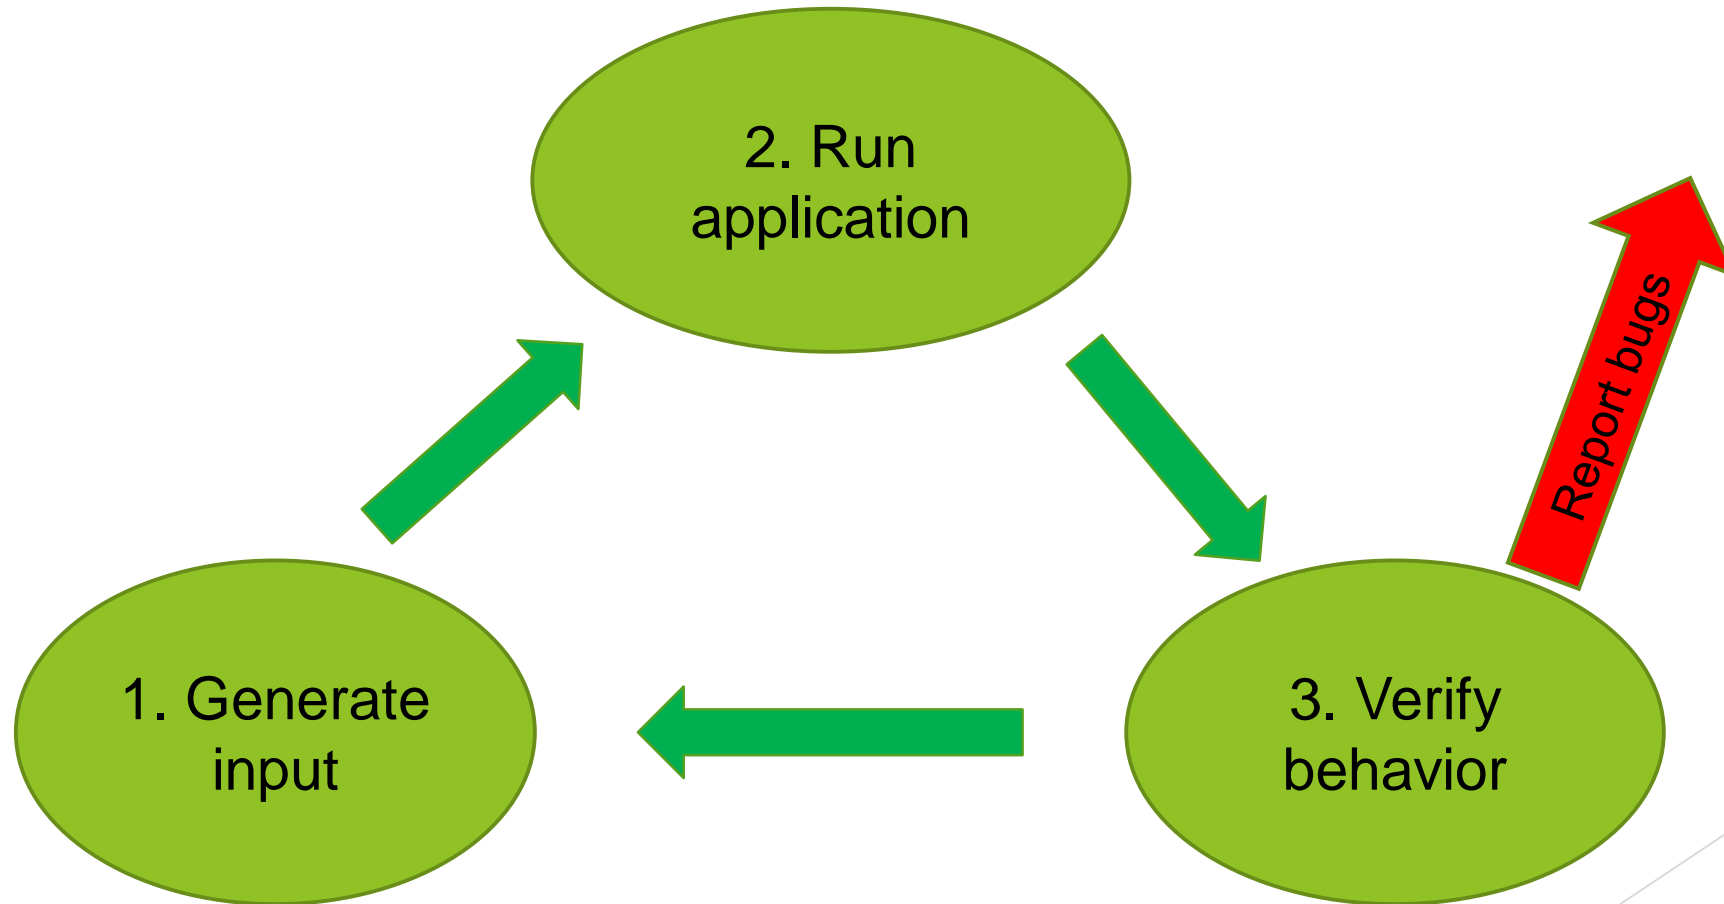 2. Run
application
Report bugs
1. Generate
input
3. Verify
behavior